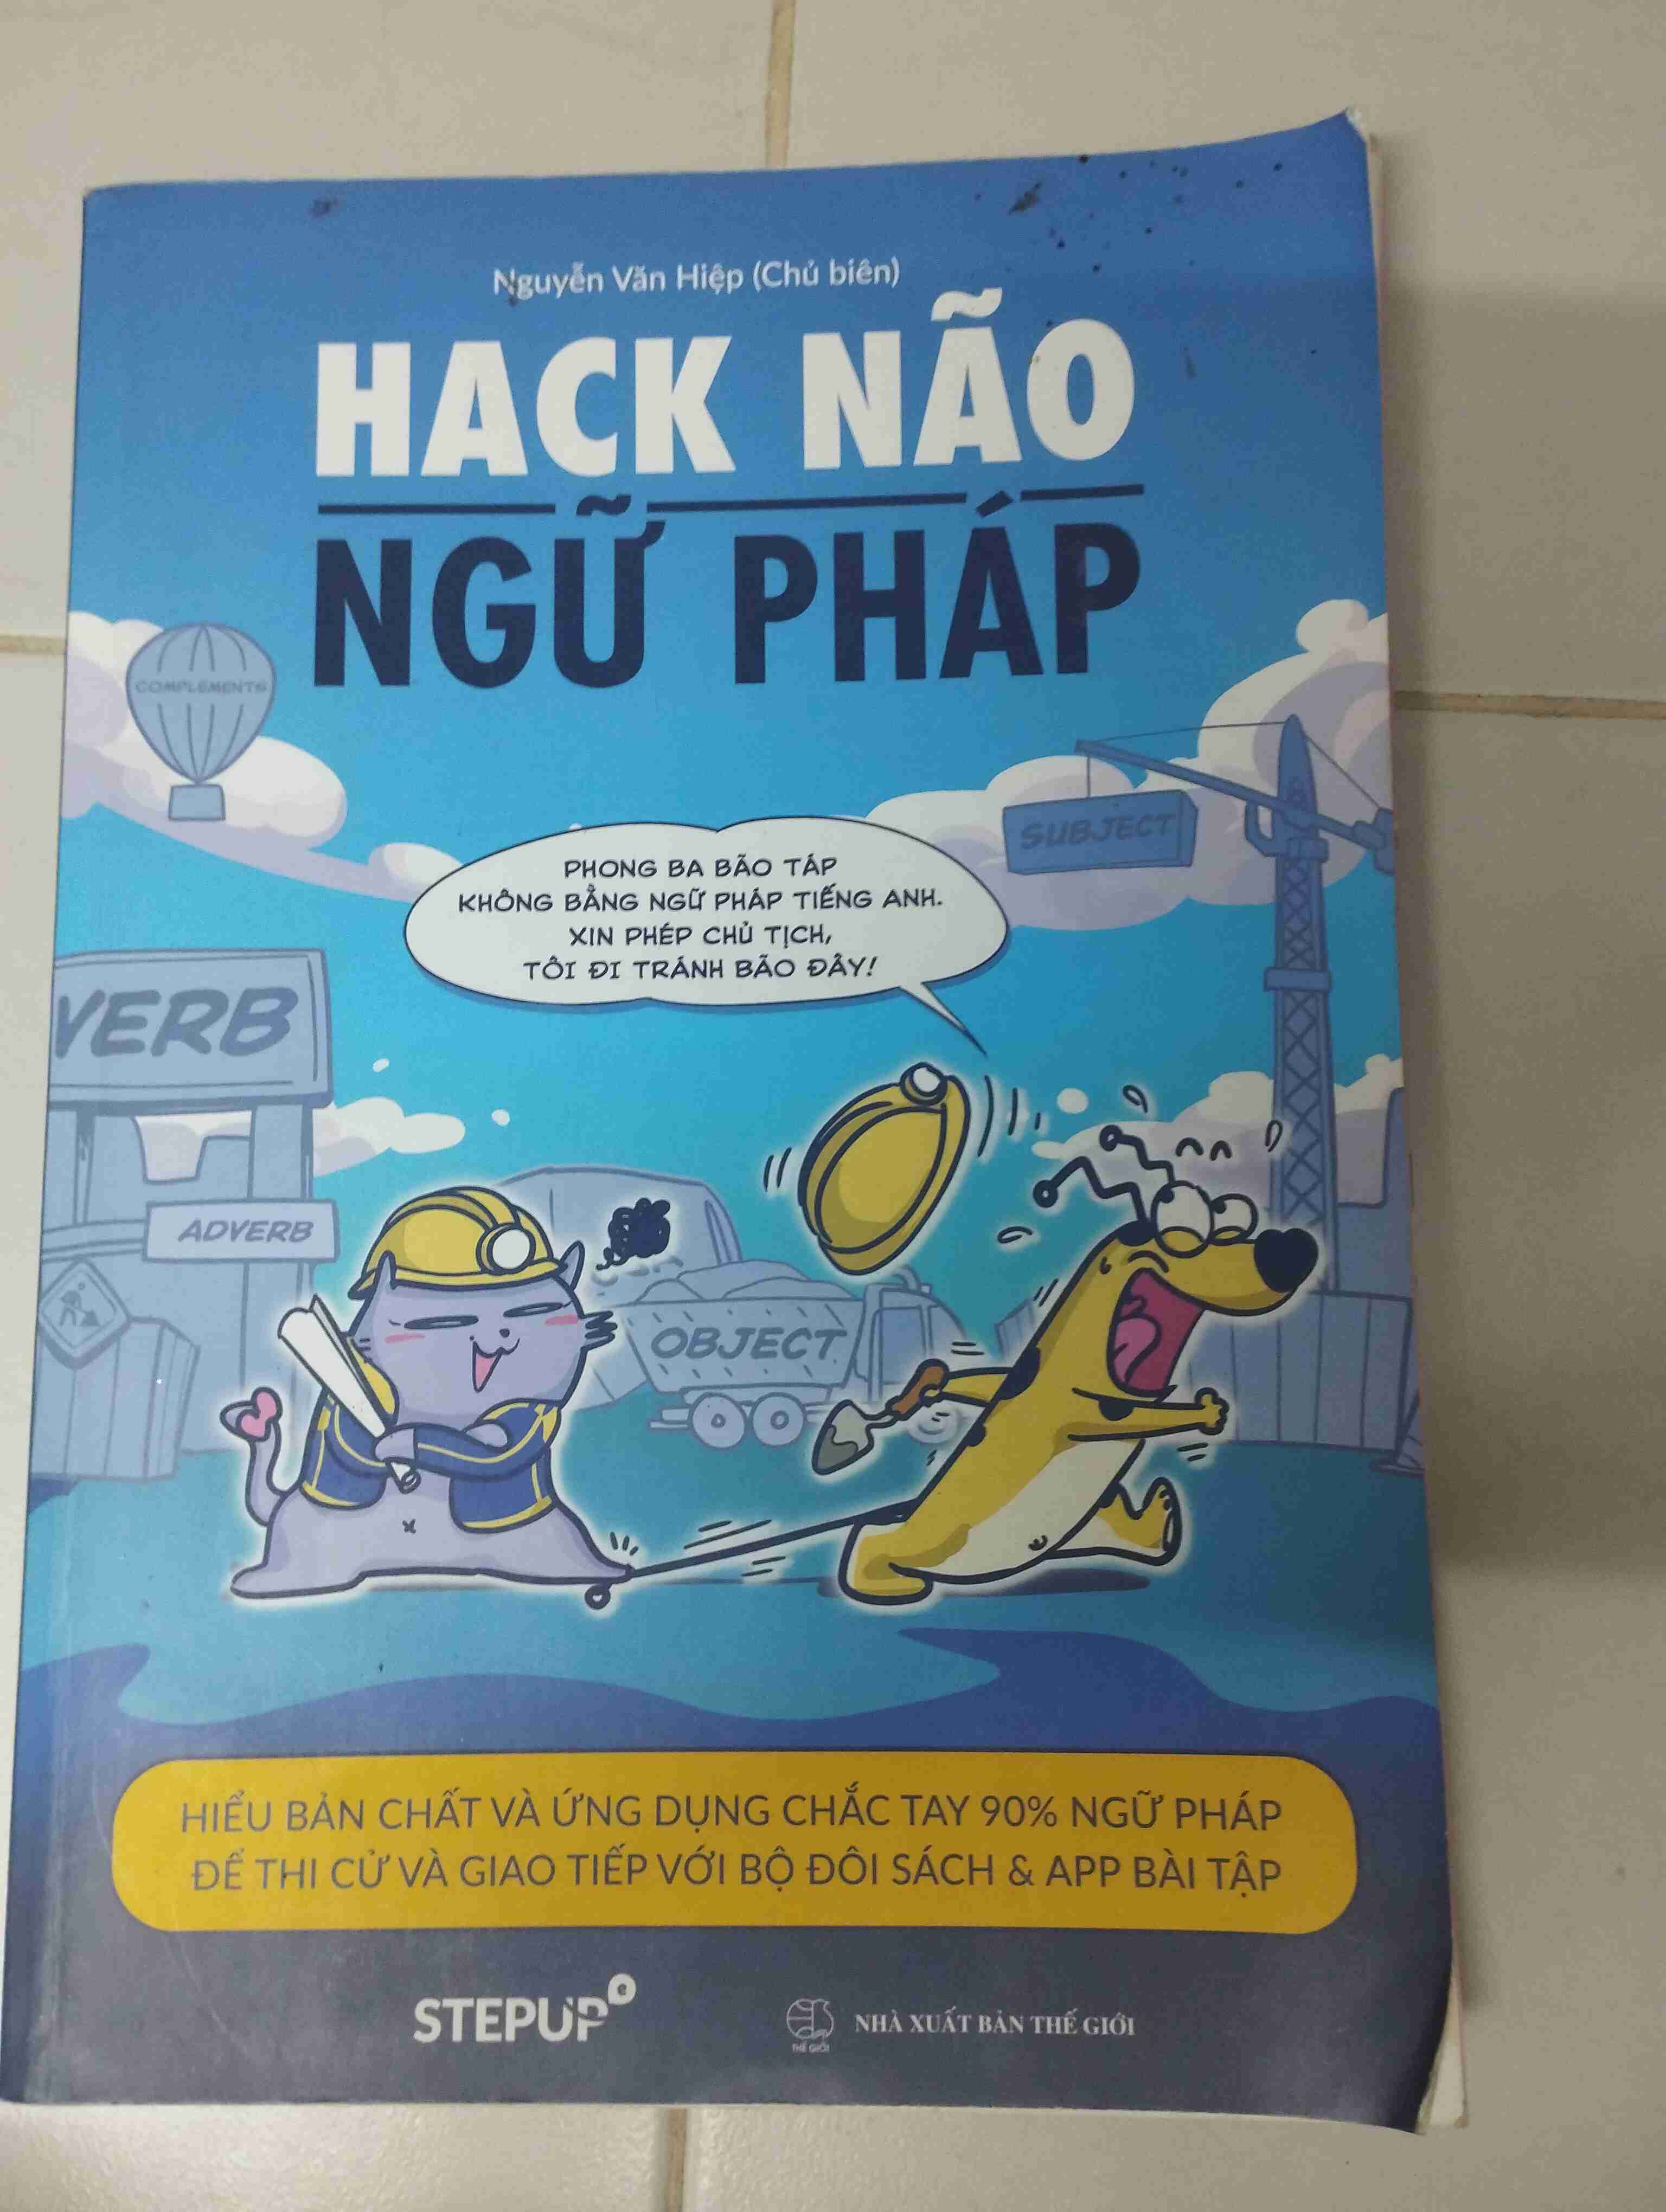 Nguyễn Văn Hiệp (Chủ biên)
HACK NÃO
NGỮ PHÁP
COMPLEMENTS
SUBJECT
PHONG BA BÃO TÁP
KHÔNG BẰNG NGỮ PHÁP TIẾNG ANH.
XIN PHÉP CHỦ TỊCH,
TÔI ĐI TRÁNH BÃO ĐÂY!
VERB
ADVERB
OBJECT
HIỂU BẢN CHẤT VÀ ỨNG DỤNG CHẮC TAY 90% NGỮ PHÁP
ĐỂ THI CỬ VÀ GIAO TIẾP VỚI BỘ ĐÔI SÁCH & APP BÀI TẬP
STEPUP e
NHÀ XUẤT BẢN THẾ GIỚI
THẾ GIỚI